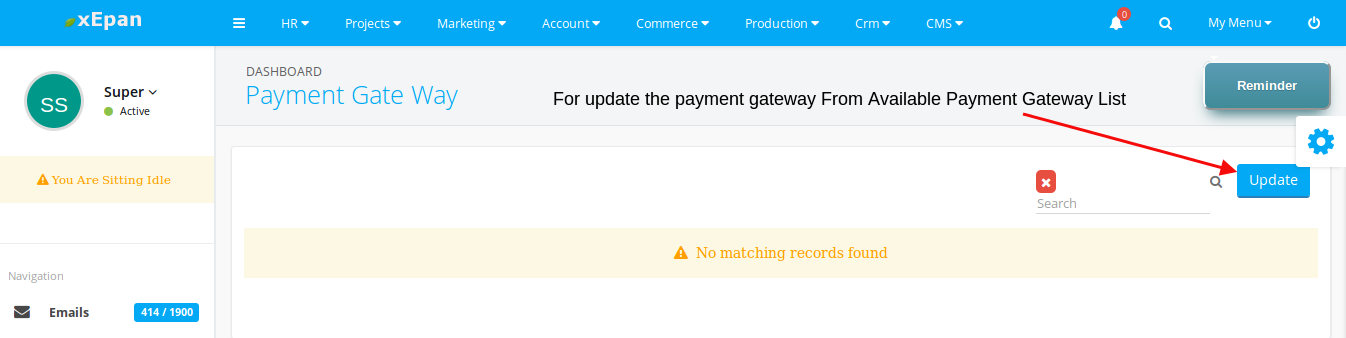 xEpan
HR Projects Marketing Account Commerce Production Crm CMS 0 My Menu
SS
Super
Active
You Are Sitting Idle
Navigation
Emails 414 / 1900
DASHBOARD
Payment Gate Way
For update the payment gateway From Available Payment Gateway List
Reminder
Search
Update
No matching records found